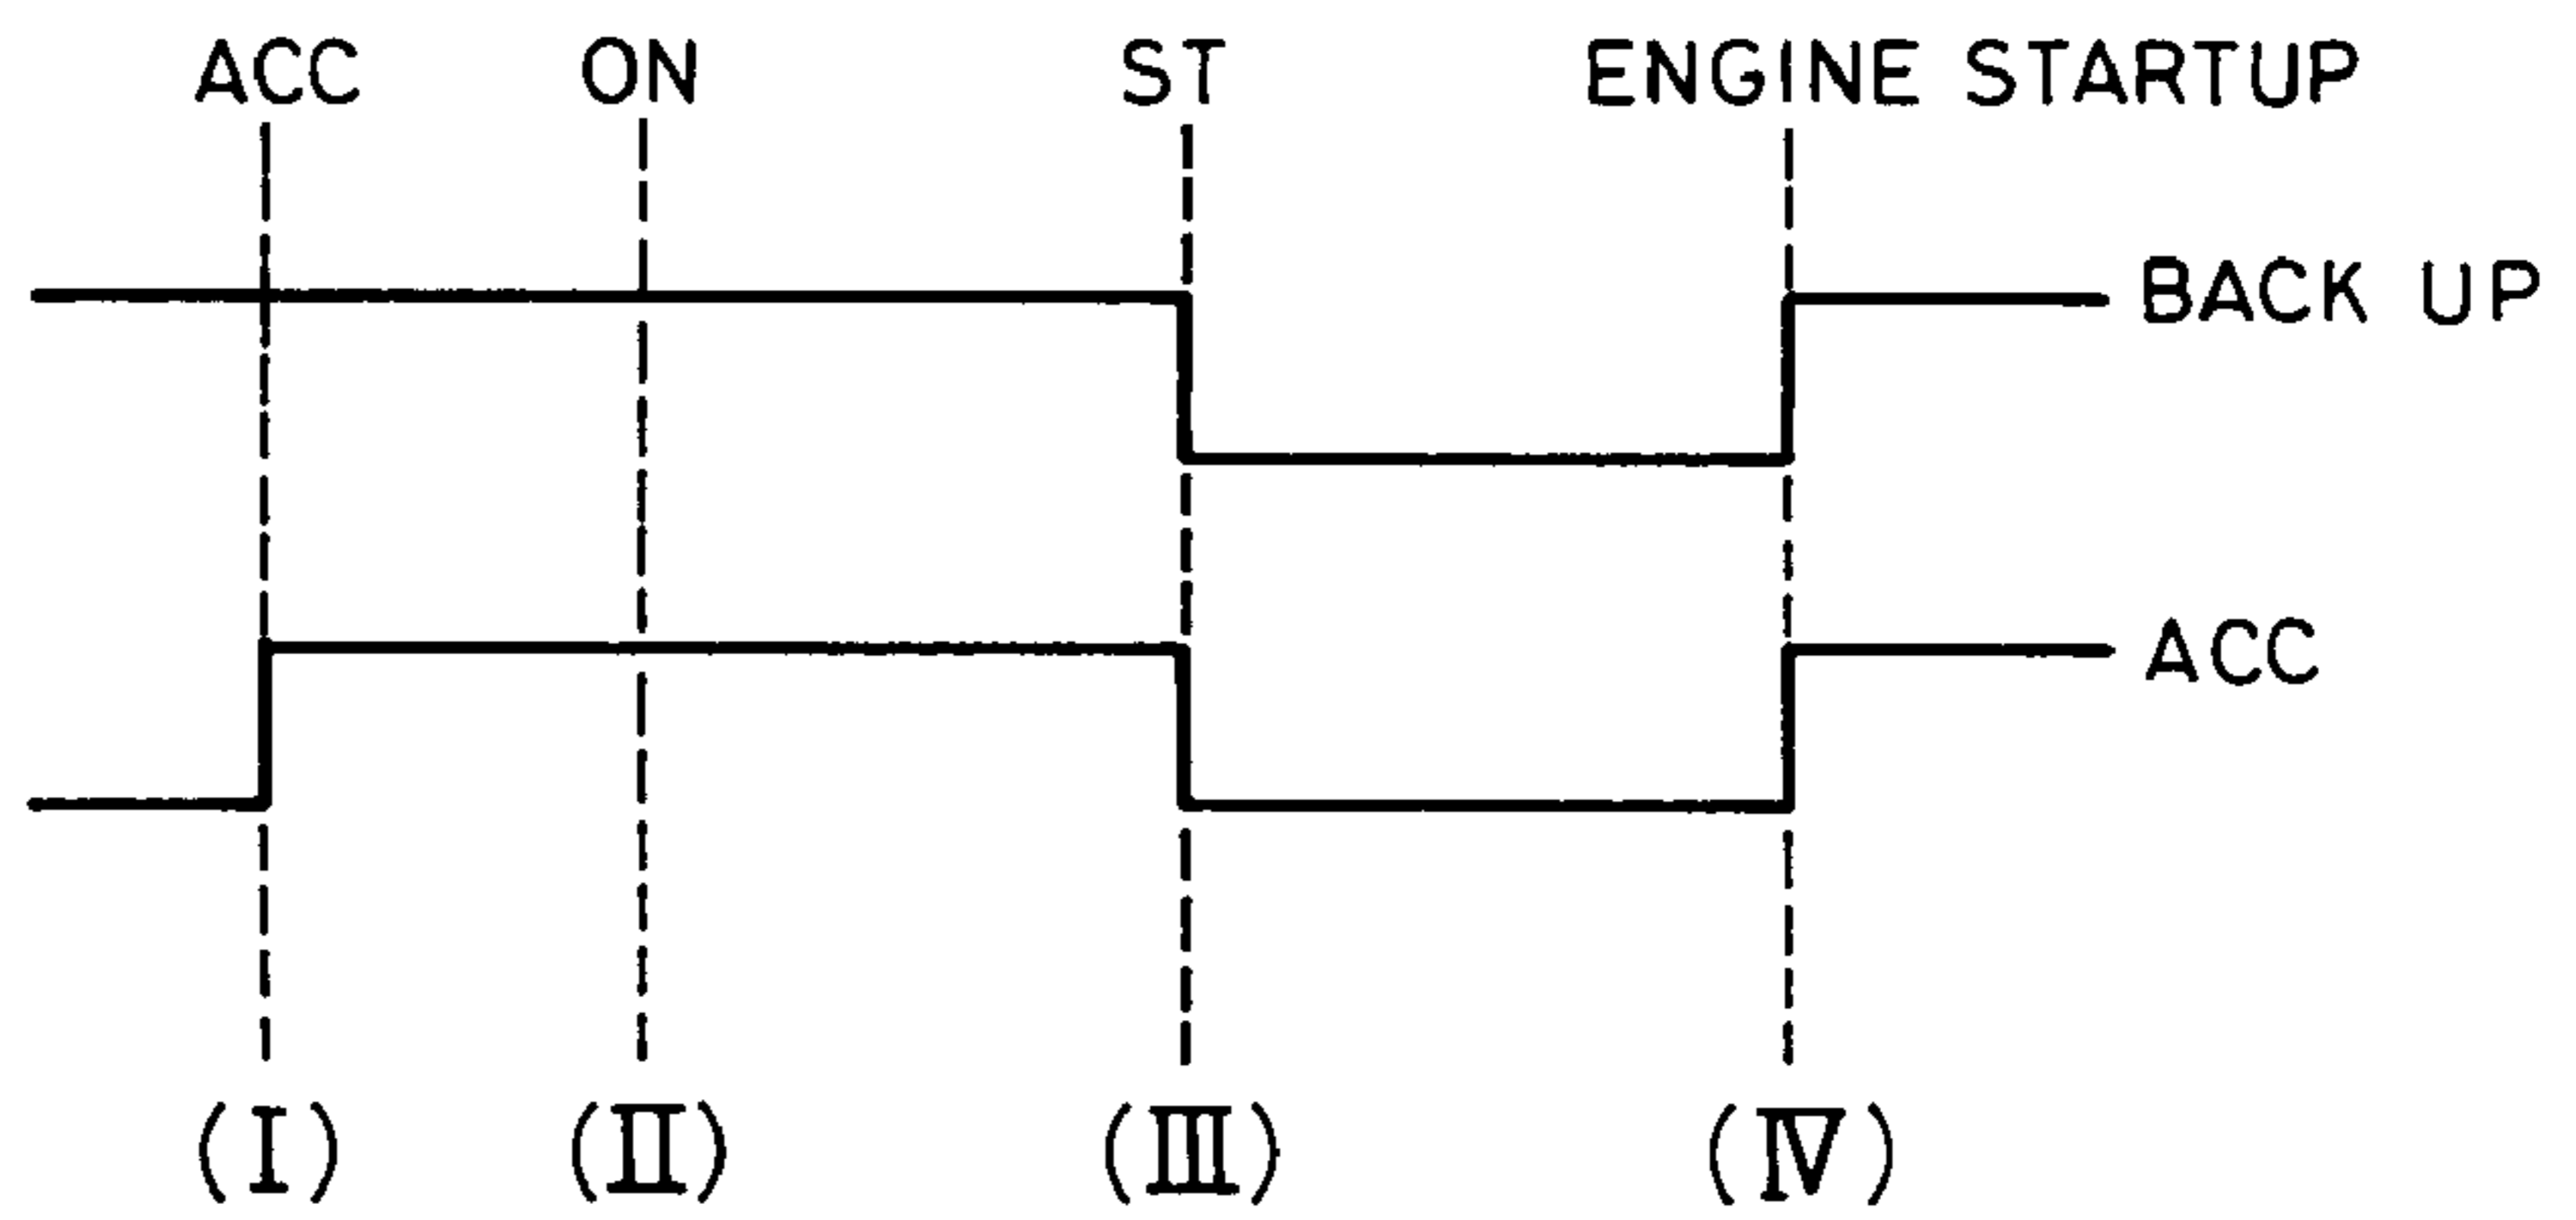 ACC ON ST ENGINE STARTUP
BACK UP
ACC
(I) (II) (III) (IV)